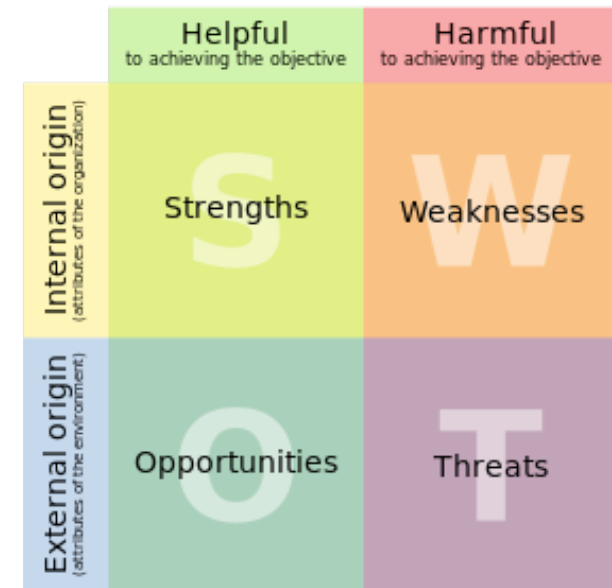 Helpful
to achieving the objective
Harmful
to achieving the objective
Internal origin
(attributes of the organization)
S
Strengths
W
Weaknesses
External origin
(attributes of the environment)
O
Opportunities
T
Threats